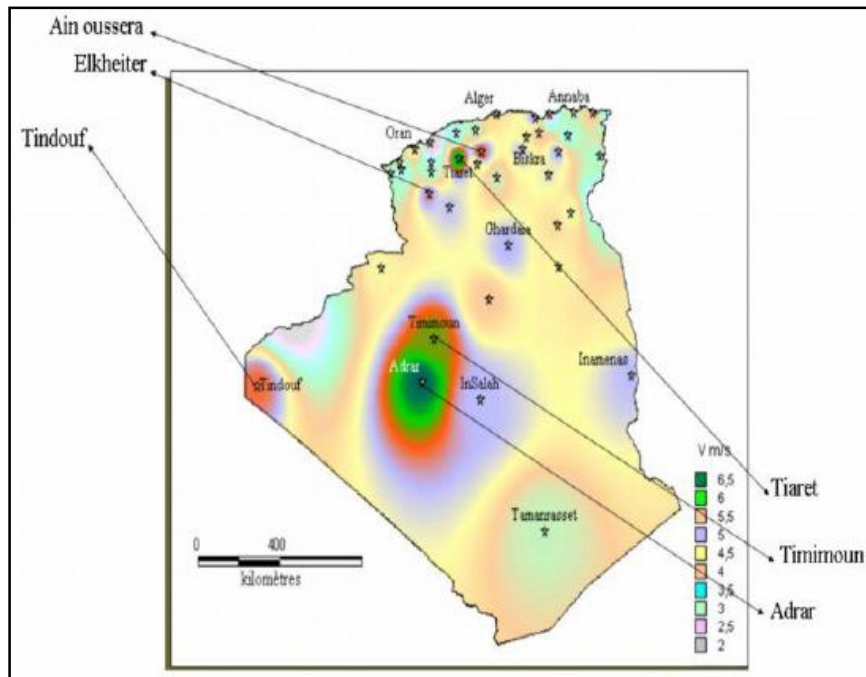 Ain oussera
Elkheiter
Tindouf
Alger
Annaba
Oran
Tiaret
Biskra
Ghardaia
Timimoun
Adrar
Tindouf
InSalah
Inamenas
Tamanrasset
0 400
kilomètres
V m/s
6,5
6
5,5
5
4,5
4
3,5
3
2,5
2
Tiaret
Timimoun
Adrar